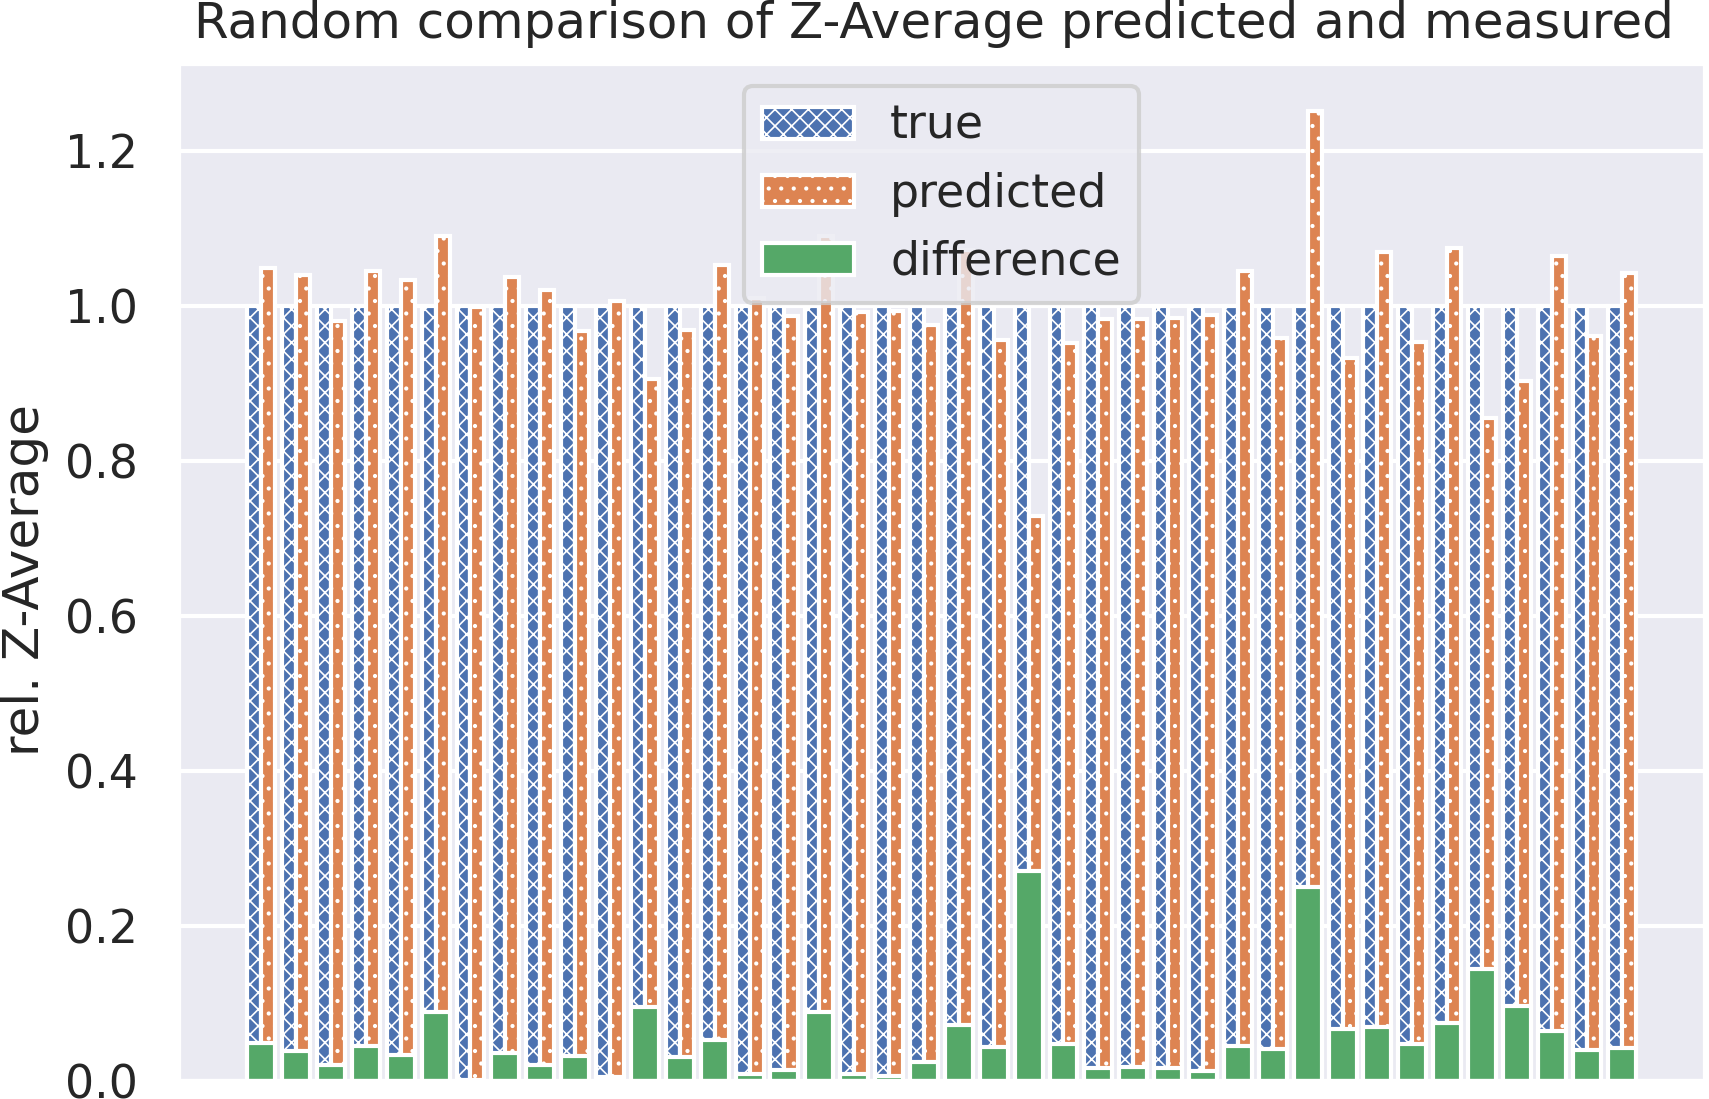 Random comparison of Z-Average predicted and measured
true
predicted
difference
1.2
1.0
0.8
0.6
0.4
0.2
0.0
rel. Z-Average